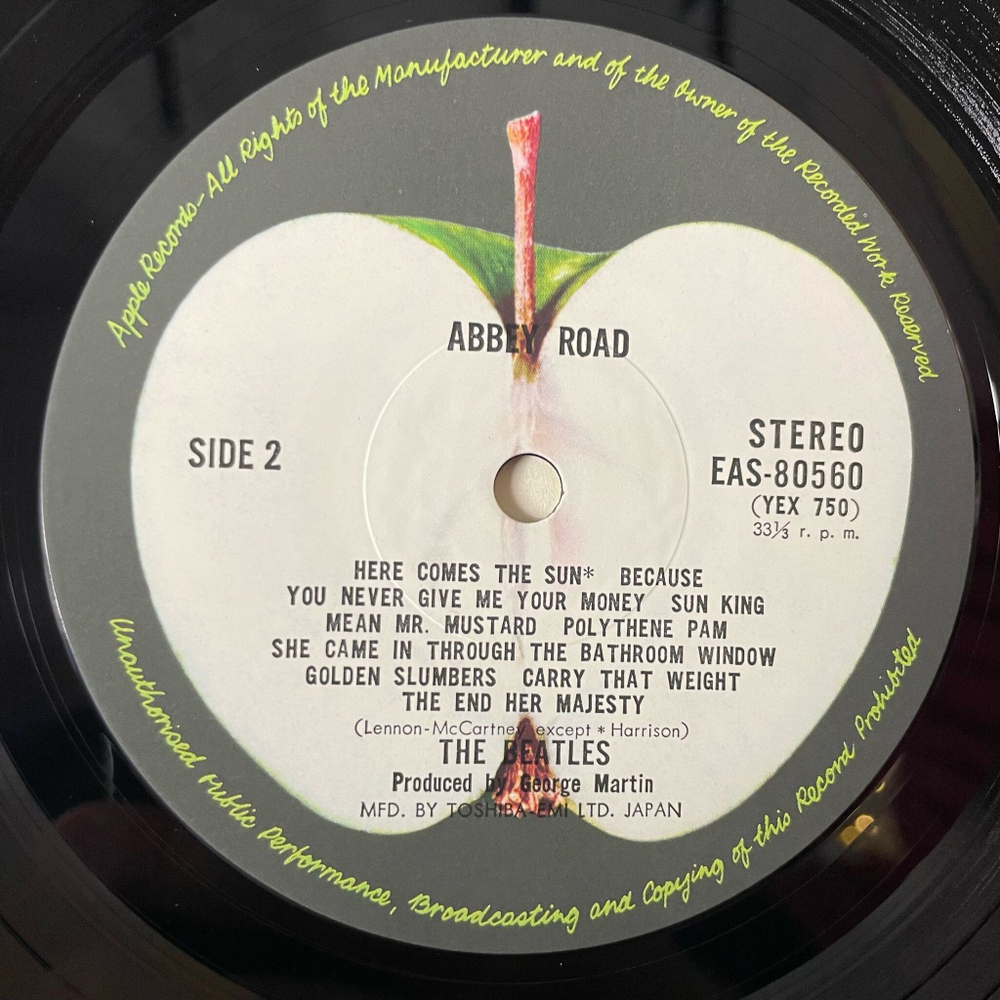 Apple Records—All Rights of the Manufacturer and of the Owner of the Recorded Work Reserved
ABBEY ROAD
SIDE 2
STEREO
EAS-80560
(YEX 750)
33⅓ r. p. m.
HERE COMES THE SUN* BECAUSE
YOU NEVER GIVE ME YOUR MONEY SUN KING
MEAN MR. MUSTARD POLYTHENE PAM
SHE CAME IN THROUGH THE BATHROOM WINDOW
GOLDEN SLUMBERS CARRY THAT WEIGHT
THE END HER MAJESTY
(Lennon-McCartney except * Harrison)
THE BEATLES
Produced by George Martin
MFD. BY TOSHIBA-EMI LTD. JAPAN
Unauthorised Public Performance, Broadcasting and Copying of this Record Prohibited